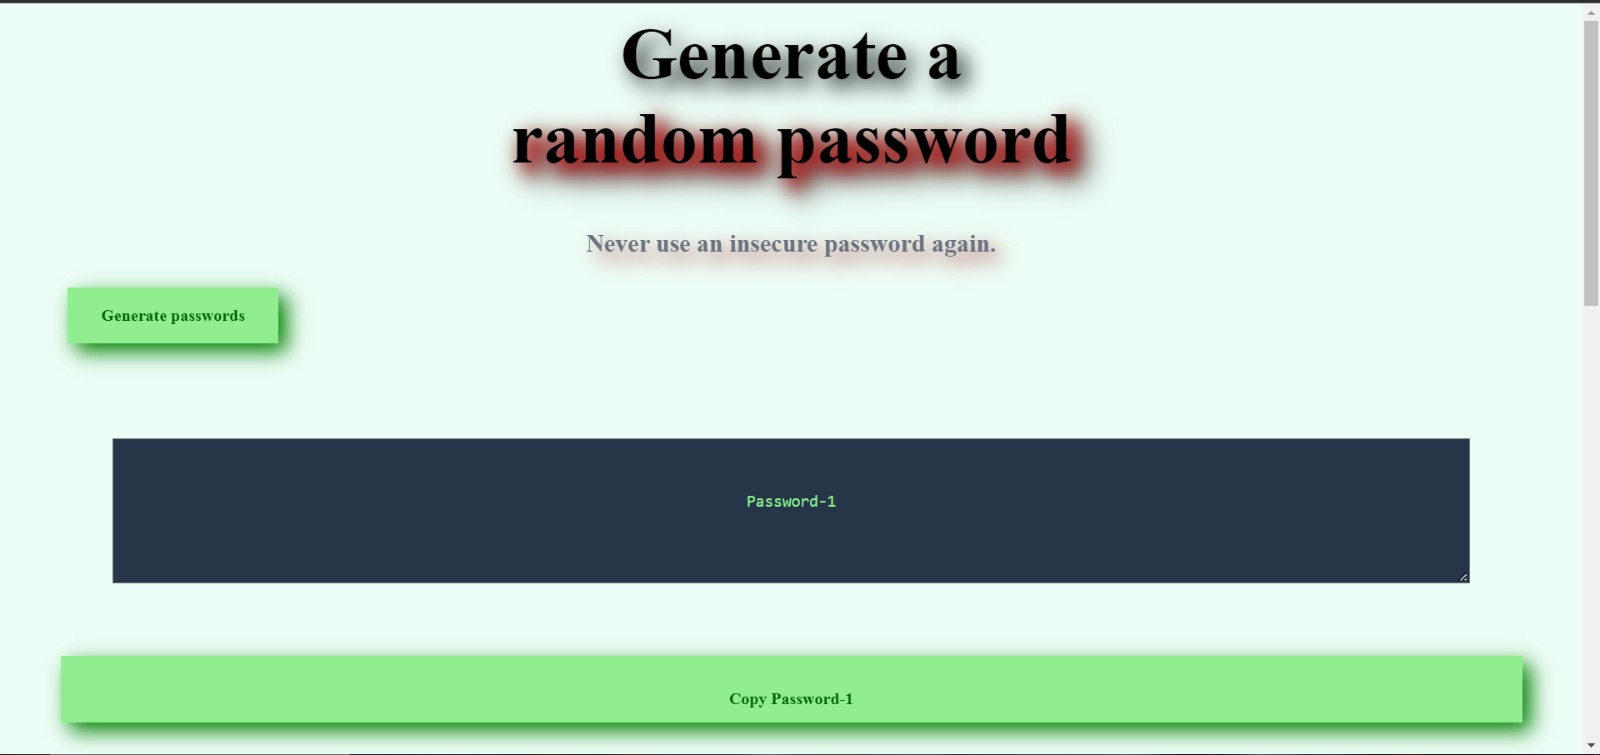 Generate a
random password
Never use an insecure password again.
Generate passwords
Password-1
Copy Password-1